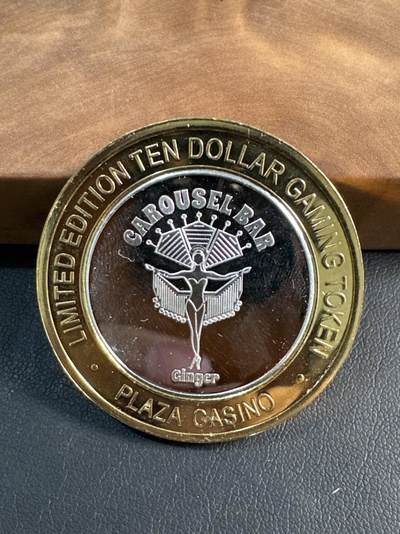 LIMITED EDITION TEN DOLLAR GAMING TOKEN
CAROUSEL BAR
Ginger
PLAZA CASINO